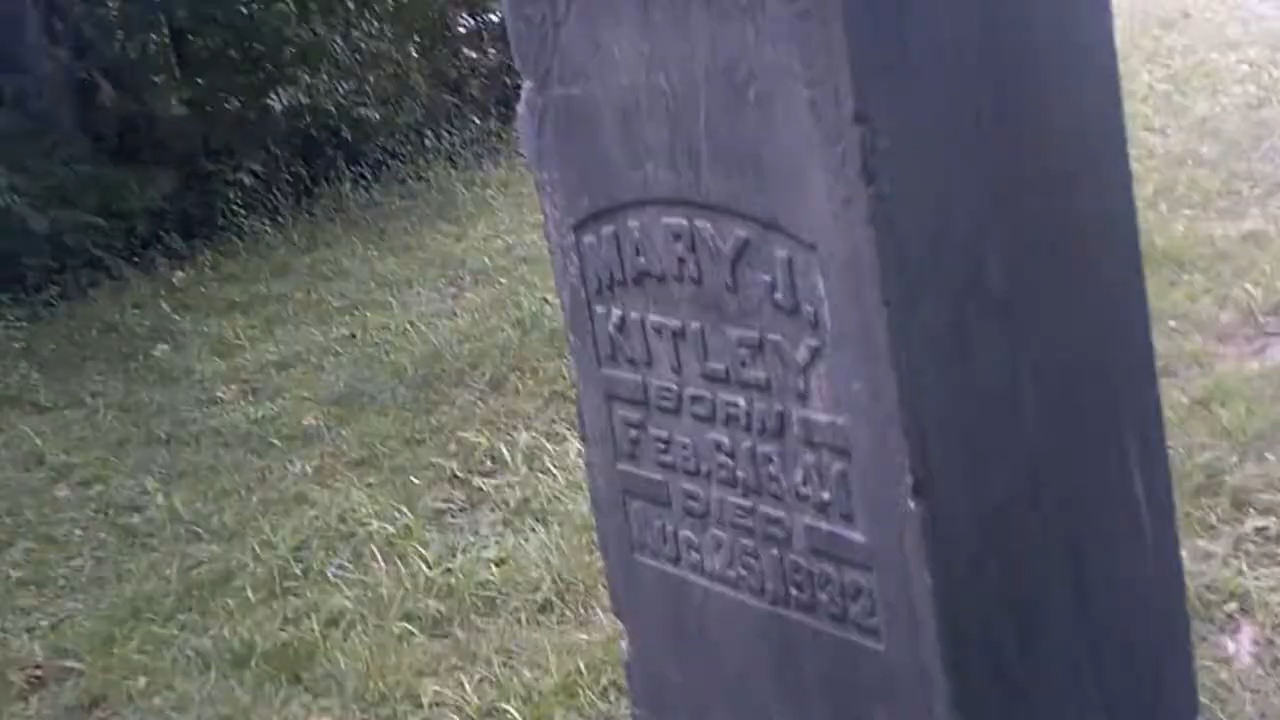 MARY J.
KITLEY
BORN
FEB. 6, 1841
DIED
AUG. 25, 1932